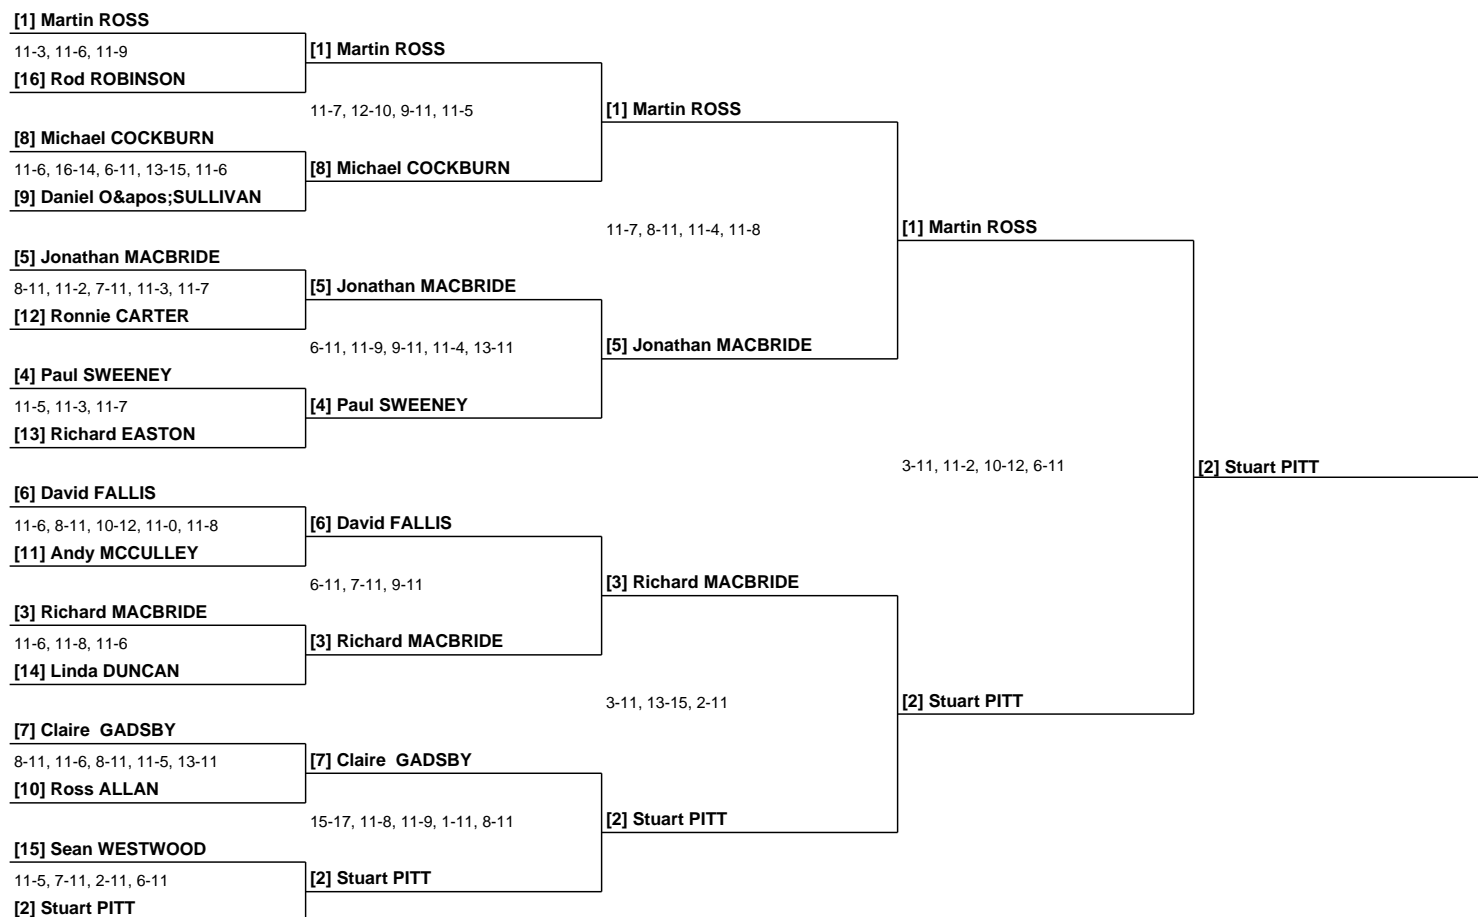 [1] Martin ROSS
11-3, 11-6, 11-9
[1] Martin ROSS
[16] Rod ROBINSON
11-7, 12-10, 9-11, 11-5
[1] Martin ROSS
[8] Michael COCKBURN
11-6, 16-14, 6-11, 13-15, 11-6
[8] Michael COCKBURN
[9] Daniel O&apos;SULLIVAN
11-7, 8-11, 11-4, 11-8
[1] Martin ROSS
[5] Jonathan MACBRIDE
8-11, 11-2, 7-11, 11-3, 11-7
[5] Jonathan MACBRIDE
[12] Ronnie CARTER
6-11, 11-9, 9-11, 11-4, 13-11
[5] Jonathan MACBRIDE
[4] Paul SWEENEY
11-5, 11-3, 11-7
[4] Paul SWEENEY
[13] Richard EASTON
3-11, 11-2, 10-12, 6-11
[2] Stuart PITT
[6] David FALLIS
11-6, 8-11, 10-12, 11-0, 11-8
[6] David FALLIS
[11] Andy MCCULLEY
6-11, 7-11, 9-11
[3] Richard MACBRIDE
[3] Richard MACBRIDE
11-6, 11-8, 11-6
[3] Richard MACBRIDE
[14] Linda DUNCAN
3-11, 13-15, 2-11
[2] Stuart PITT
[7] Claire  GADSBY
8-11, 11-6, 8-11, 11-5, 13-11
[7] Claire  GADSBY
[10] Ross ALLAN
15-17, 11-8, 11-9, 1-11, 8-11
[2] Stuart PITT
[15] Sean WESTWOOD
11-5, 7-11, 2-11, 6-11
[2] Stuart PITT
[2] Stuart PITT